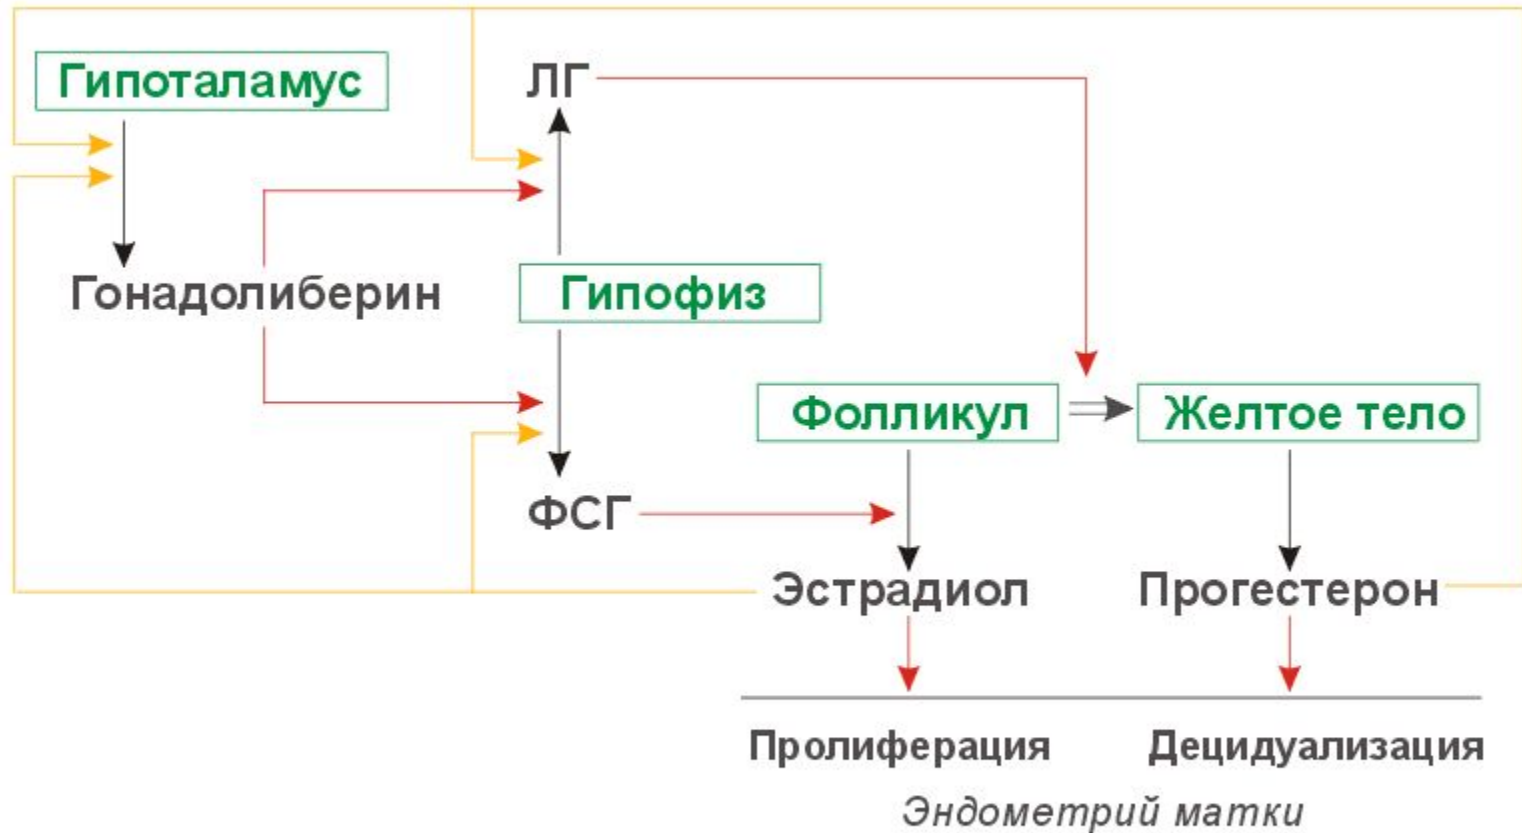 Гипоталамус
ЛГ
Гонадолиберин
Гипофиз
Фолликул
Желтое тело
ФСГ
Эстрадиол
Прогестерон
Пролиферация
Децидуализация
Эндометрий матки